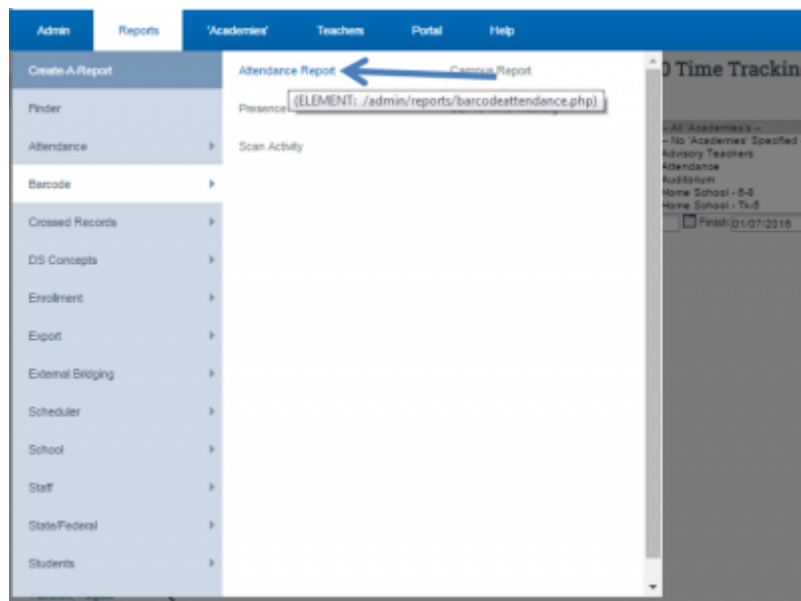 Admin Reports 'Academies' Teachers Portal Help
Create-A-Report
Finder
Attendance
Barcode
Crossed Records
DS Concepts
Enrollment
Export
External Bridging
Scheduler
School
Staff
State/Federal
Students
Attendance Report Campus Report
Presence
(ELEMENT: /admin/reports/barcodeattendance.php)
Scan Activity
0 Time Trackin
-- All 'Academies's --
-- No 'Academies' Specified
Advisory Teachers
Attendance
Auditorium
Home School - 6-8
Home School - Tk-5
Finish: 01/07/2016